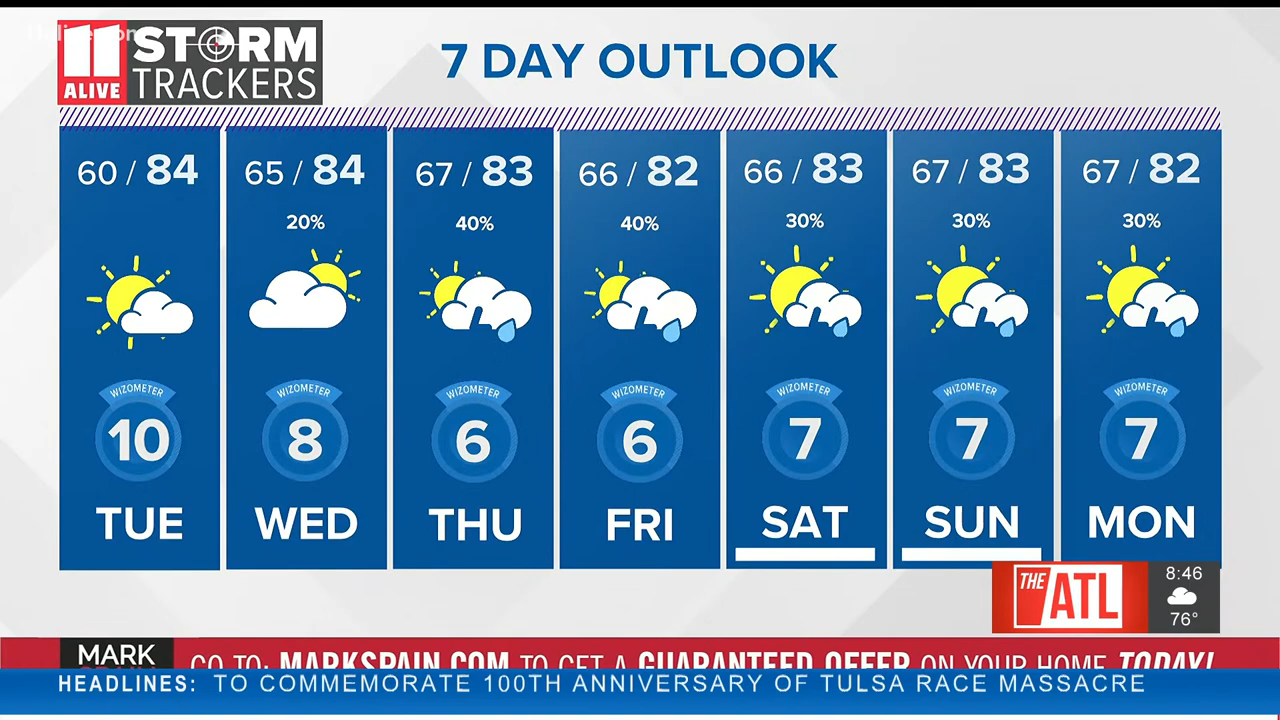 11 ALIVE
STORM
TRACKERS
7 DAY OUTLOOK
60 / 84
65 / 84
67 / 83
66 / 82
66 / 83
67 / 83
67 / 82
20%
40%
40%
30%
30%
30%
WIZOMETER
WIZOMETER
WIZOMETER
WIZOMETER
WIZOMETER
WIZOMETER
WIZOMETER
10
8
6
6
7
7
7
TUE
WED
THU
FRI
SAT
SUN
MON
THE ATL
8:46
76°
MARK
GO TO: MARKSPAIN.COM TO GET A GUARANTEED OFFER ON YOUR HOME TODAY!
HEADLINES: TO COMMEMORATE 100TH ANNIVERSARY OF TULSA RACE MASSACRE